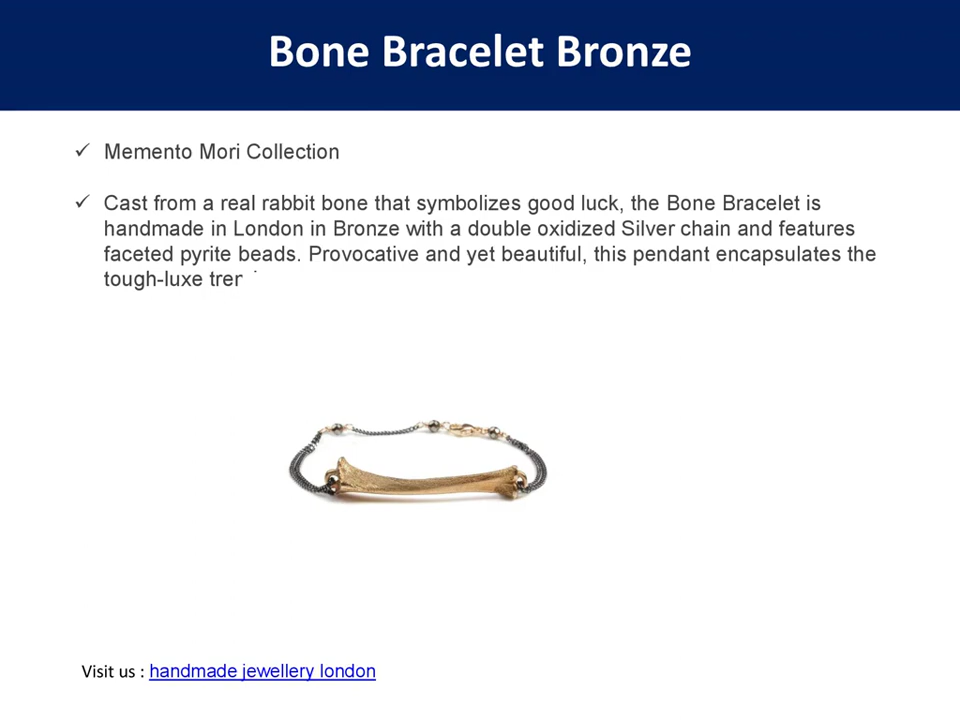 Bone Bracelet Bronze
✓ Memento Mori Collection
✓ Cast from a real rabbit bone that symbolizes good luck, the Bone Bracelet is
handmade in London in Bronze with a double oxidized Silver chain and features
faceted pyrite beads. Provocative and yet beautiful, this pendant encapsulates the
tough-luxe
Visit us : handmade jewellery london